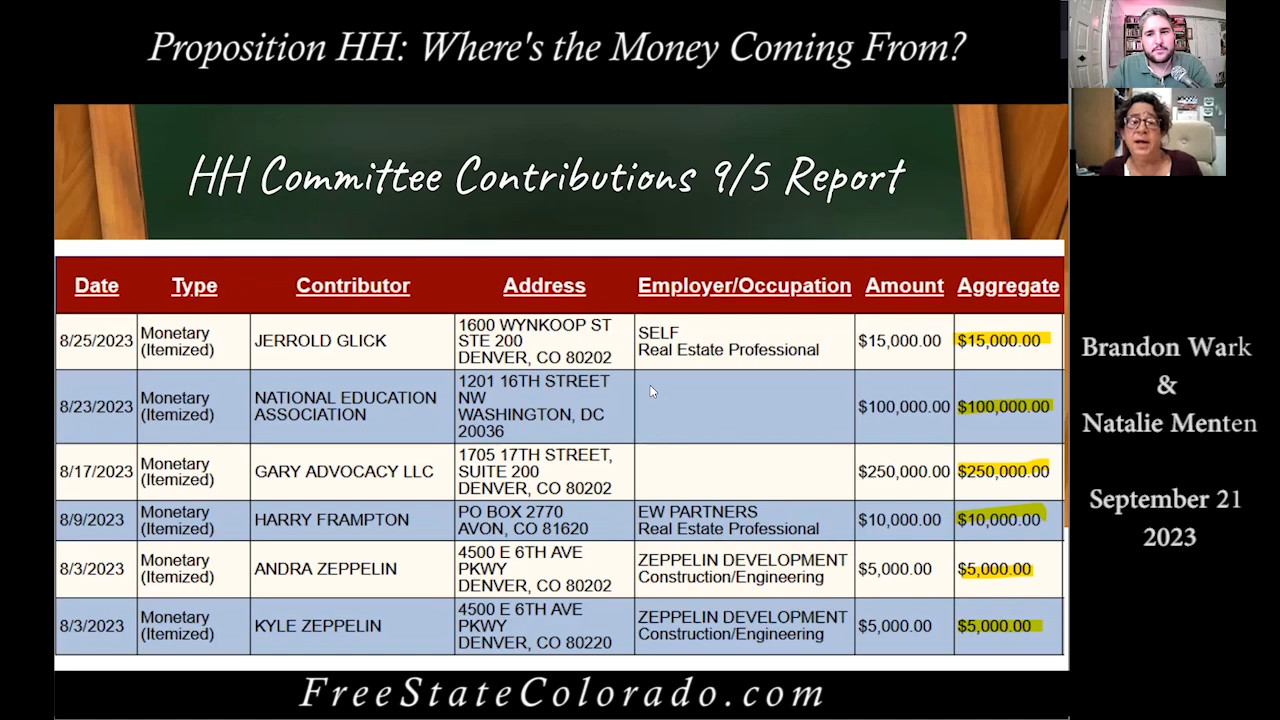 Proposition HH: Where's the Money Coming From?
HH Committee Contributions 9/5 Report
Date Type Contributor Address Employer/Occupation Amount Aggregate
8/25/2023 Monetary (Itemized) JERROLD GLICK 1600 WYNKOOP ST STE 200 DENVER, CO 80202 SELF Real Estate Professional $15,000.00 $15,000.00
8/23/2023 Monetary (Itemized) NATIONAL EDUCATION ASSOCIATION 1201 16TH STREET NW WASHINGTON, DC 20036 $100,000.00 $100,000.00
8/17/2023 Monetary (Itemized) GARY ADVOCACY LLC 1705 17TH STREET, SUITE 200 DENVER, CO 80202 $250,000.00 $250,000.00
8/9/2023 Monetary (Itemized) HARRY FRAMPTON PO BOX 2770 AVON, CO 81620 EW PARTNERS Real Estate Professional $10,000.00 $10,000.00
8/3/2023 Monetary (Itemized) ANDRA ZEPPELIN 4500 E 6TH AVE PKWY DENVER, CO 80202 ZEPPELIN DEVELOPMENT Construction/Engineering $5,000.00 $5,000.00
8/3/2023 Monetary (Itemized) KYLE ZEPPELIN 4500 E 6TH AVE PKWY DENVER, CO 80220 ZEPPELIN DEVELOPMENT Construction/Engineering $5,000.00 $5,000.00
Brandon Wark
&
Natalie Menten
September 21
2023
FreeStateColorado.com